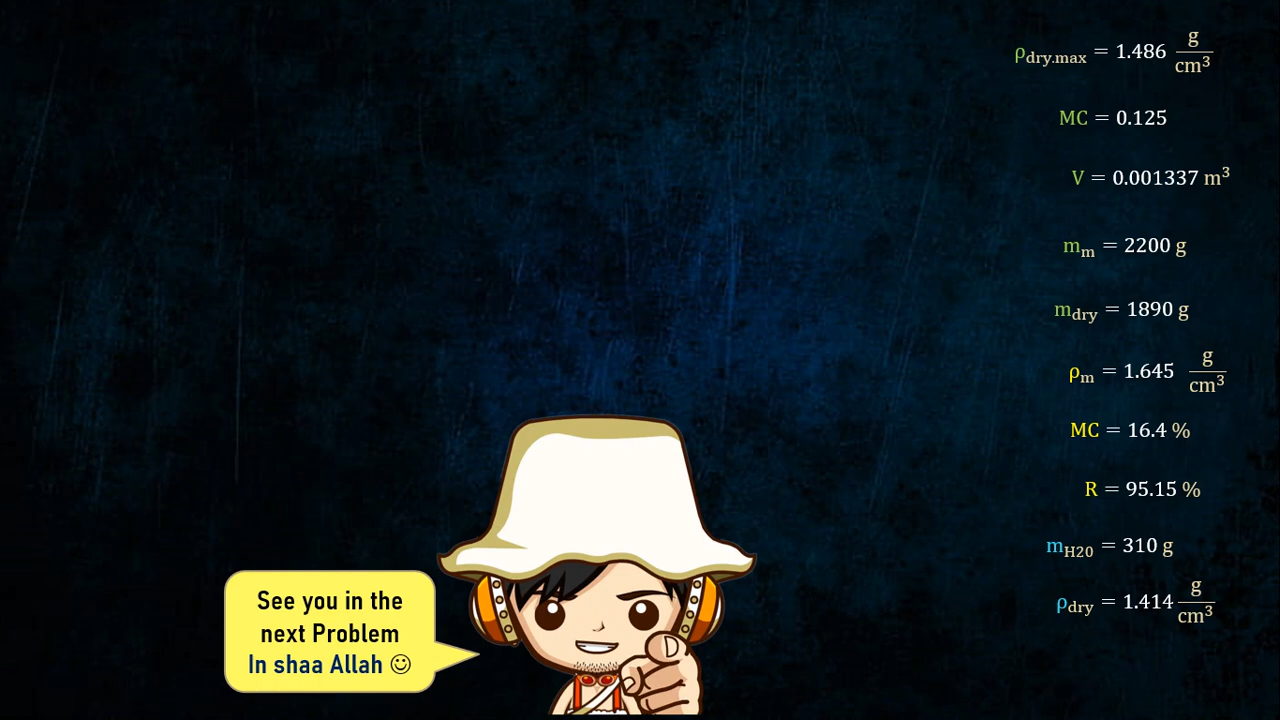 ρdry.max = 1.486 g/cm³
MC = 0.125
V = 0.001337 m³
mm = 2200 g
mdry = 1890 g
ρm = 1.645 g/cm³
MC = 16.4 %
R = 95.15 %
mH20 = 310 g
ρdry = 1.414 g/cm³
See you in the
next Problem
In shaa Allah ☺